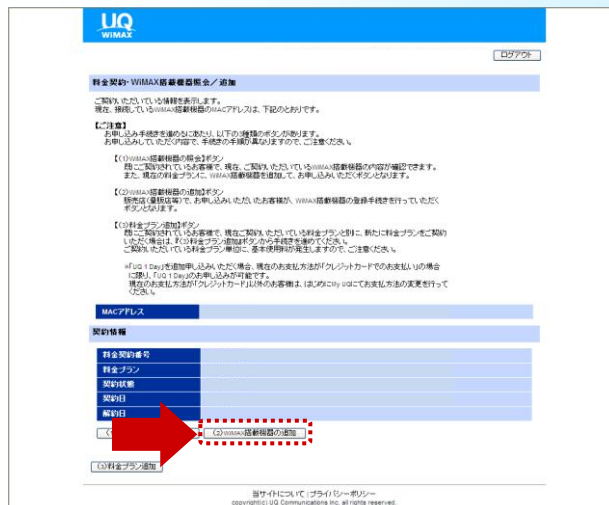 UQ
WiMAX
ログアウト
料金契約・WiMAX搭載機器照会／追加
ご契約いただいている情報を表示します。
現在、接続しているWiMAX搭載機器のMACアドレスは、下記のとおりです。
【ご注意】
お申し込み手続きを進めるにあたり、以下の3種類のボタンがあります。
お申し込みしていただく内容で、手続きの手順が異なりますので、ご注意ください。
【(1)WiMAX搭載機器の照会】ボタン
既にご契約されているお客様で、現在、ご契約いただいているWiMAX搭載機器の内容が確認できます。
また、現在の料金プランに、WiMAX搭載機器を追加して、お申し込みいただくボタンとなります。
【(2)WiMAX搭載機器の追加】ボタン
販売店(量販店等)で、お申し込みいただいたお客様が、WiMAX搭載機器の登録手続きを行っていただく
ボタンとなります。
【(3)料金プラン追加】ボタン
既にご契約されているお客様で、現在ご契約いただいている料金プランと別に、新たに料金プランをご契約
いただく場合は、『(3)料金プラン追加』ボタンから手続きを進めてください。
ご契約いただいている料金プラン単位に、基本使用料が発生しますので、ご注意ください。
※「UQ 1 Day」を追加申し込みいただく場合、現在のお支払い方法が「クレジットカードでのお支払い」の場合
に限り、「UQ 1 Day」のお申し込みが可能です。
現在のお支払方法が「クレジットカード」以外のお客様は、はじめにMy UQにてお支払方法の変更を行って
ください。
MACアドレス
契約情報
料金契約番号
料金プラン
契約状態
契約日
解約日
(2)WiMAX搭載機器の追加
(3)料金プラン追加
当サイトについて | プライバシーポリシー
copyright(c) UQ Communications Inc. all rights reserved.